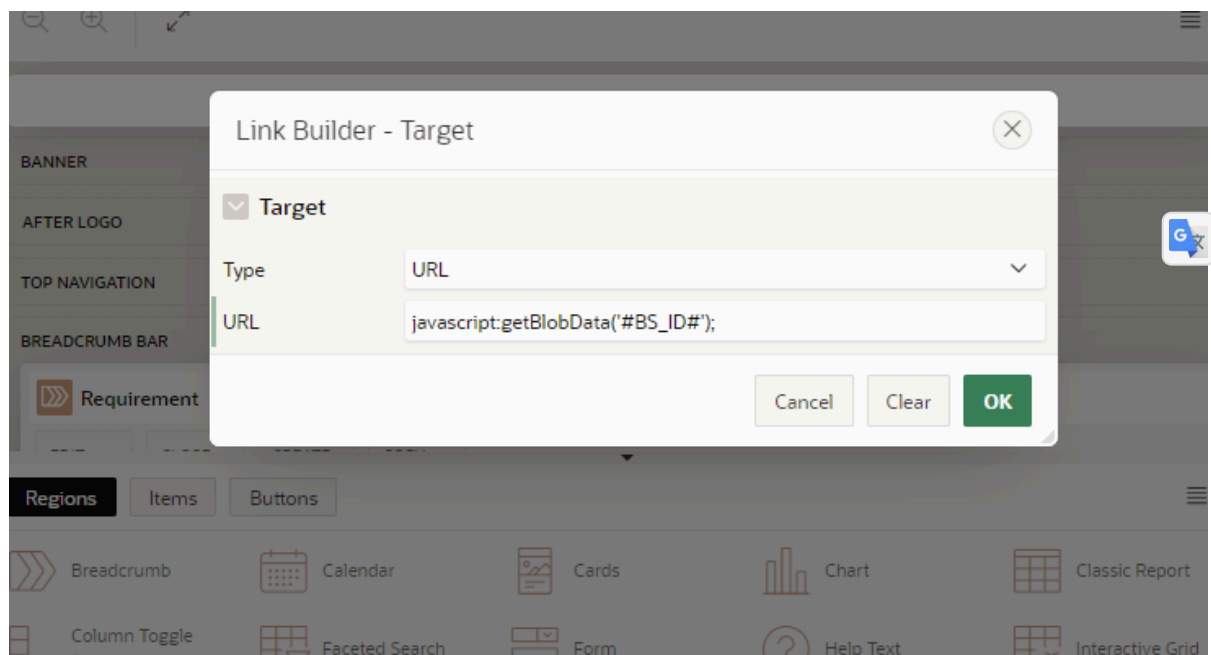 Link Builder - Target
BANNER
Target
AFTER LOGO
Type URL
TOP NAVIGATION
URL javascript:getBlobData('#BS_ID#');
BREADCRUMB BAR
Requirement
Cancel Clear OK
Regions Items Buttons
Breadcrumb Calendar Cards Chart Classic Report
Column Toggle Faceted Search Form Help Text Interactive Grid